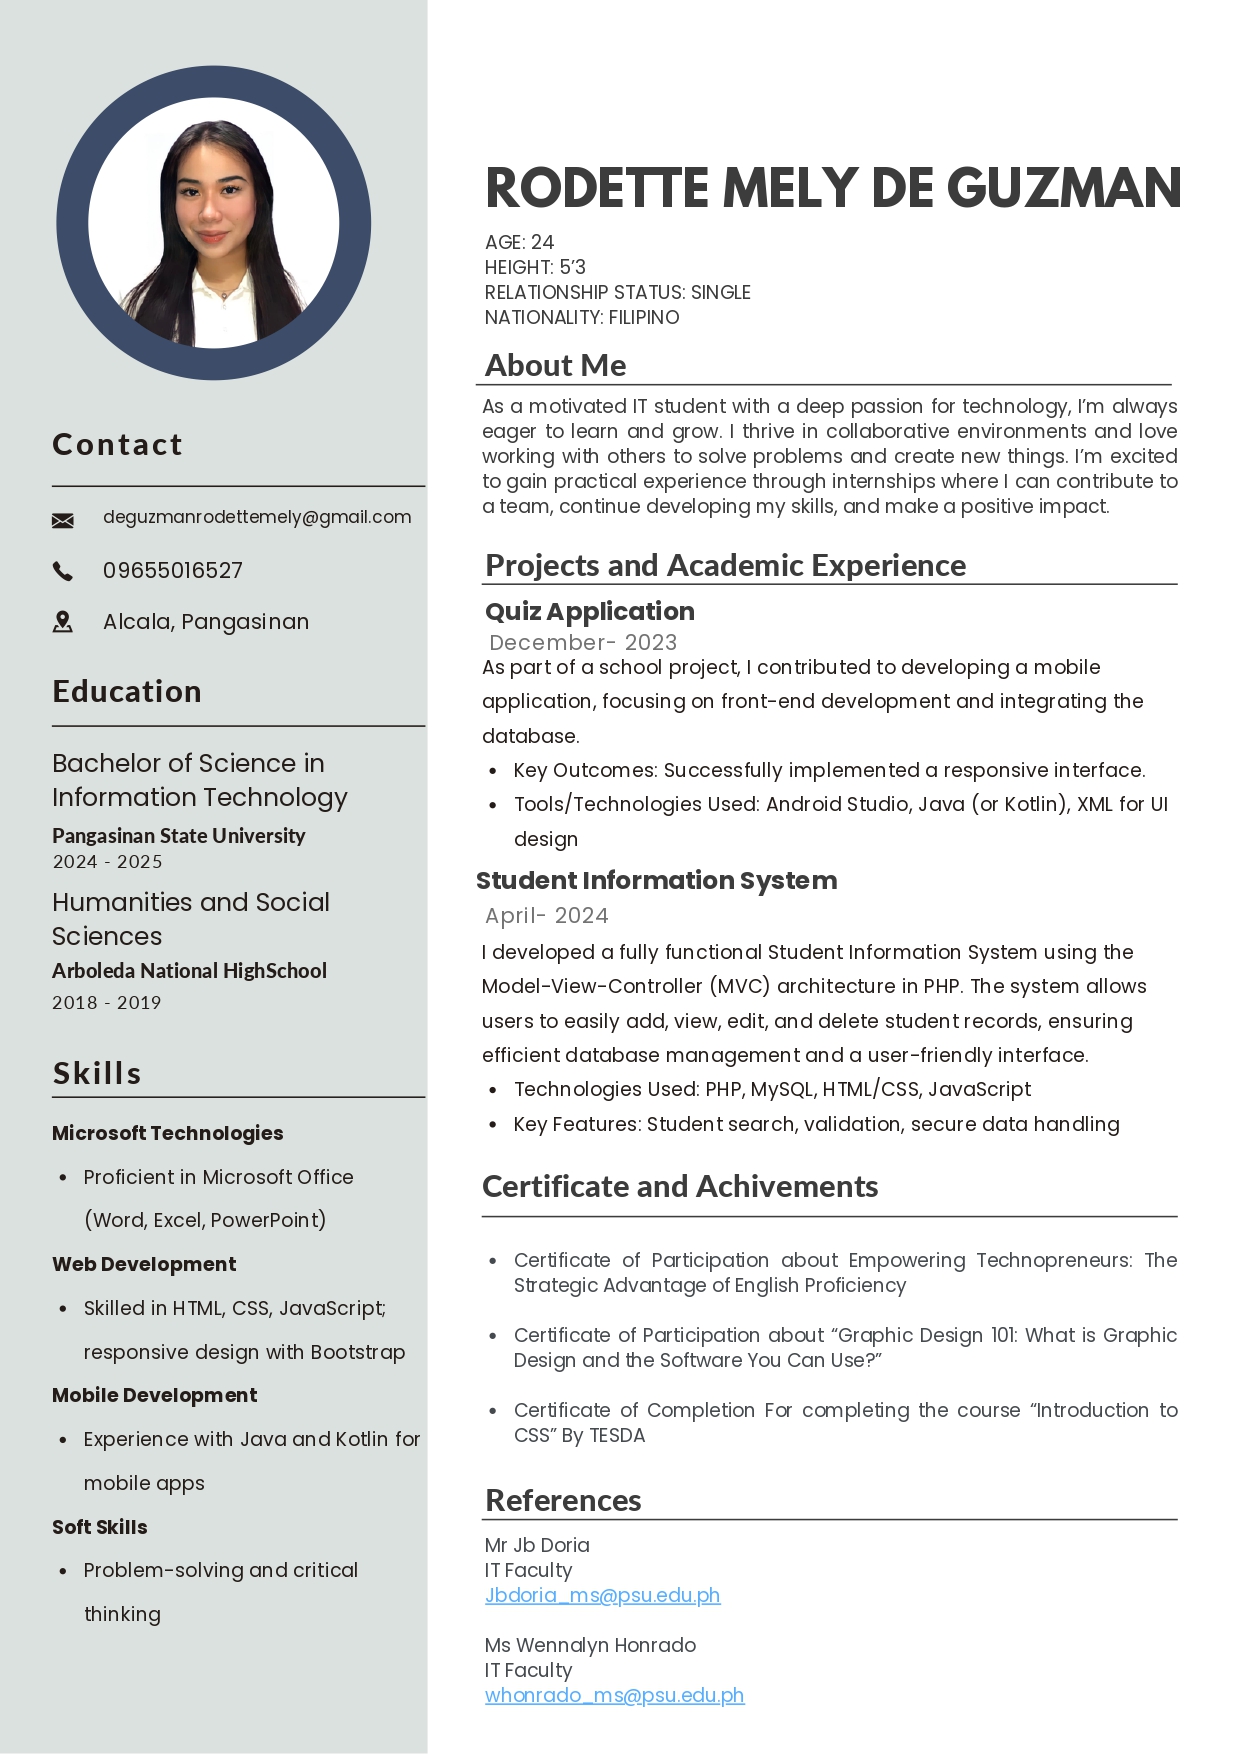 RODETTE MELY DE GUZMAN
AGE: 24
HEIGHT: 5’3
RELATIONSHIP STATUS: SINGLE
NATIONALITY: FILIPINO
Contact
deguzmanrodettemely@gmail.com
09655016527
Alcala, Pangasinan
Education
Bachelor of Science in
Information Technology
Pangasinan State University
2024 - 2025
Humanities and Social
Sciences
Arboleda National HighSchool
2018 - 2019
Skills
Microsoft Technologies
• Proficient in Microsoft Office
(Word, Excel, PowerPoint)
Web Development
• Skilled in HTML, CSS, JavaScript;
responsive design with Bootstrap
Mobile Development
• Experience with Java and Kotlin for
mobile apps
Soft Skills
• Problem-solving and critical
thinking
About Me
As a motivated IT student with a deep passion for technology, I’m always
eager to learn and grow. I thrive in collaborative environments and love
working with others to solve problems and create new things. I’m excited
to gain practical experience through internships where I can contribute to
a team, continue developing my skills, and make a positive impact.
Projects and Academic Experience
Quiz Application
December- 2023
As part of a school project, I contributed to developing a mobile
application, focusing on front-end development and integrating the
database.
• Key Outcomes: Successfully implemented a responsive interface.
• Tools/Technologies Used: Android Studio, Java (or Kotlin), XML for UI
design
Student Information System
April- 2024
I developed a fully functional Student Information System using the
Model-View-Controller (MVC) architecture in PHP. The system allows
users to easily add, view, edit, and delete student records, ensuring
efficient database management and a user-friendly interface.
• Technologies Used: PHP, MySQL, HTML/CSS, JavaScript
• Key Features: Student search, validation, secure data handling
Certificate and Achivements
• Certificate of Participation about Empowering Technopreneurs: The
Strategic Advantage of English Proficiency
• Certificate of Participation about “Graphic Design 101: What is Graphic
Design and the Software You Can Use?”
• Certificate of Completion For completing the course “Introduction to
CSS” By TESDA
References
Mr Jb Doria
IT Faculty
Jbdoria_ms@psu.edu.ph
Ms Wennalyn Honrado
IT Faculty
whonrado_ms@psu.edu.ph